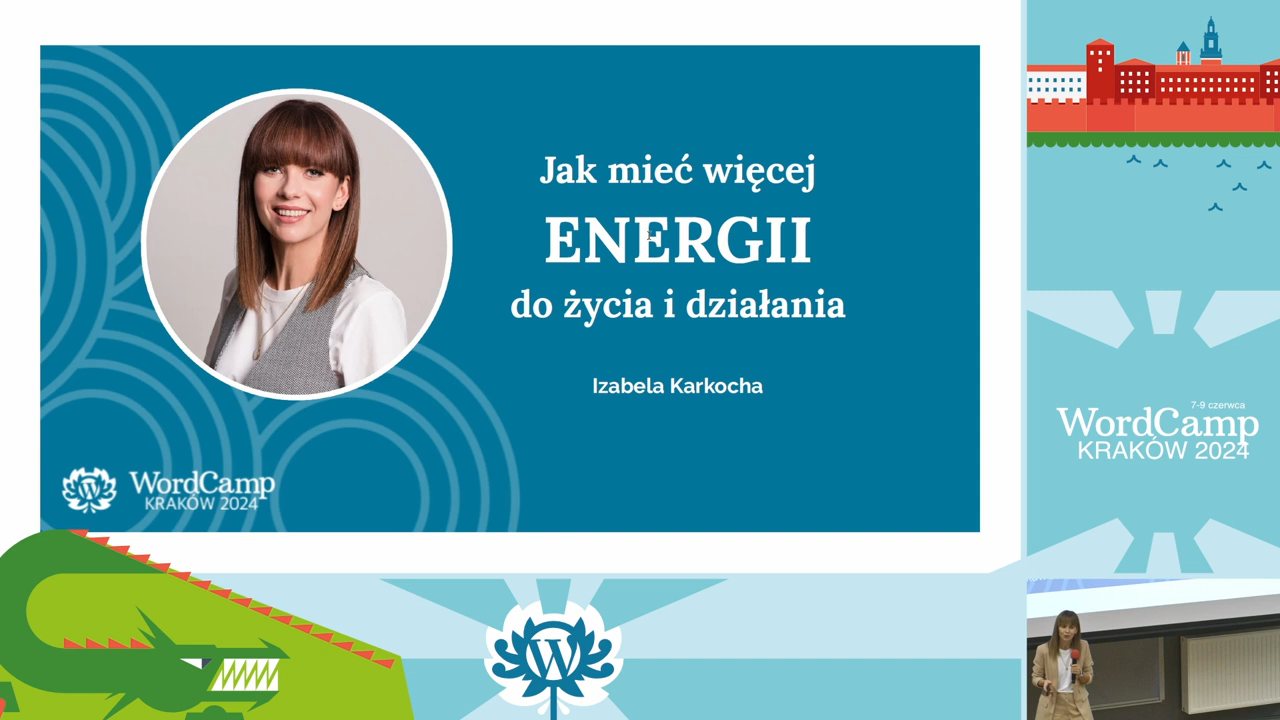 Jak mieć więcej
ENERGII
do życia i działania
Izabela Karkocha
WordCamp
KRAKÓW 2024
7-9 czerwca
WordCamp
KRAKÓW 2024
W